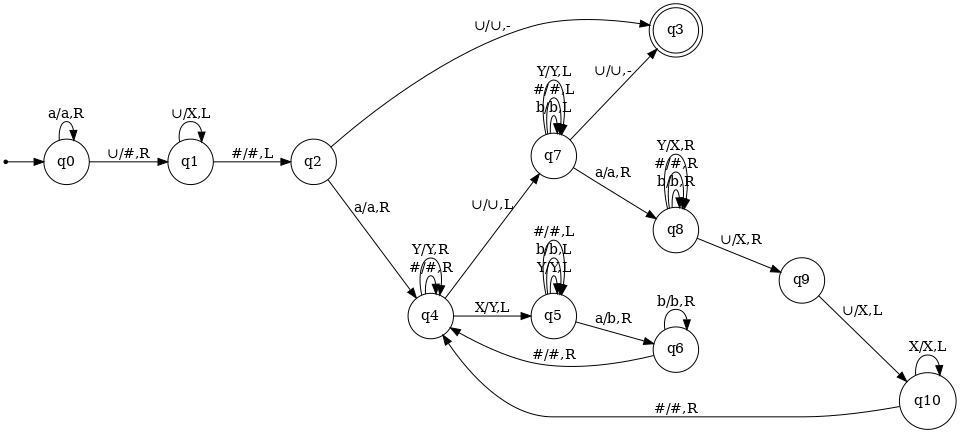 ∪/∪,-
q3
∪/∪,-
Y/Y,L
#/#,L
b/b,L
a/a,R
∪/X,L
Y/X,R
#/#,R
b/b,R
q0
∪/#,R
q1
#/#,L
q2
q7
a/a,R
a/a,R
∪/∪,L
q8
∪/X,R
Y/Y,R
#/#,R
#/#,L
b/b,L
Y/Y,L
q9
q4
X/Y,L
q5
a/b,R
b/b,R
∪/X,L
q6
#/#,R
X/X,L
q10
#/#,R